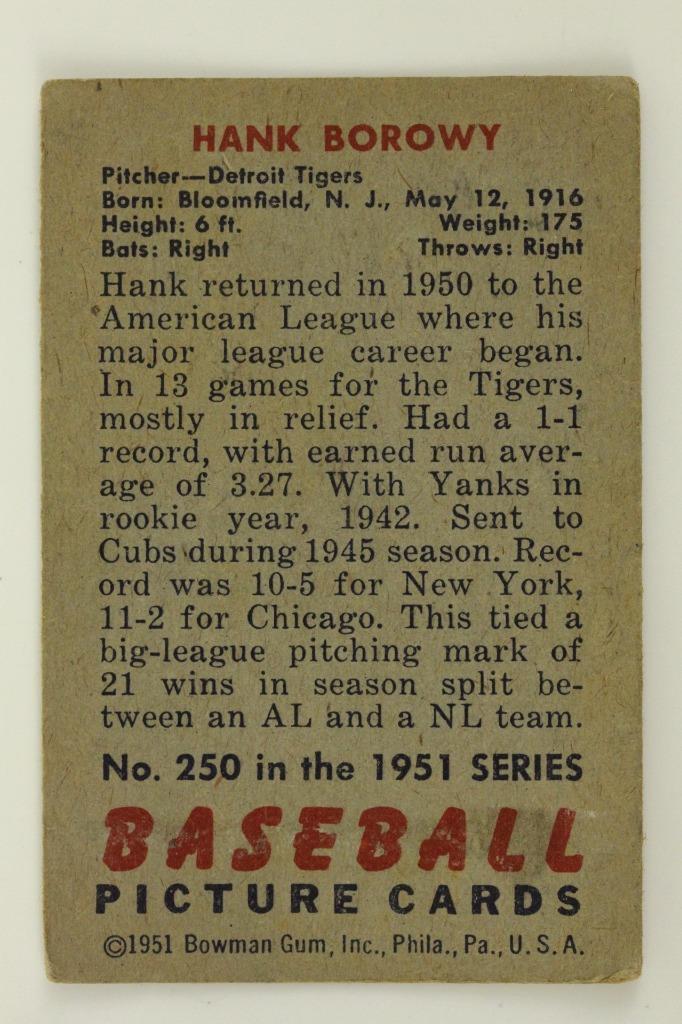 HANK BOROWY
Pitcher—Detroit Tigers
Born: Bloomfield, N. J., May 12, 1916
Height: 6 ft. Weight: 175
Bats: Right Throws: Right
Hank returned in 1950 to the
American League where his
major league career began.
In 13 games for the Tigers,
mostly in relief. Had a 1-1
record, with earned run aver-
age of 3.27. With Yanks in
rookie year, 1942. Sent to
Cubs during 1945 season. Rec-
ord was 10-5 for New York,
11-2 for Chicago. This tied a
big-league pitching mark of
21 wins in season split be-
tween an AL and a NL team.
No. 250 in the 1951 SERIES
BASEBALL
PICTURE CARDS
©1951 Bowman Gum, Inc., Phila., Pa., U. S. A.